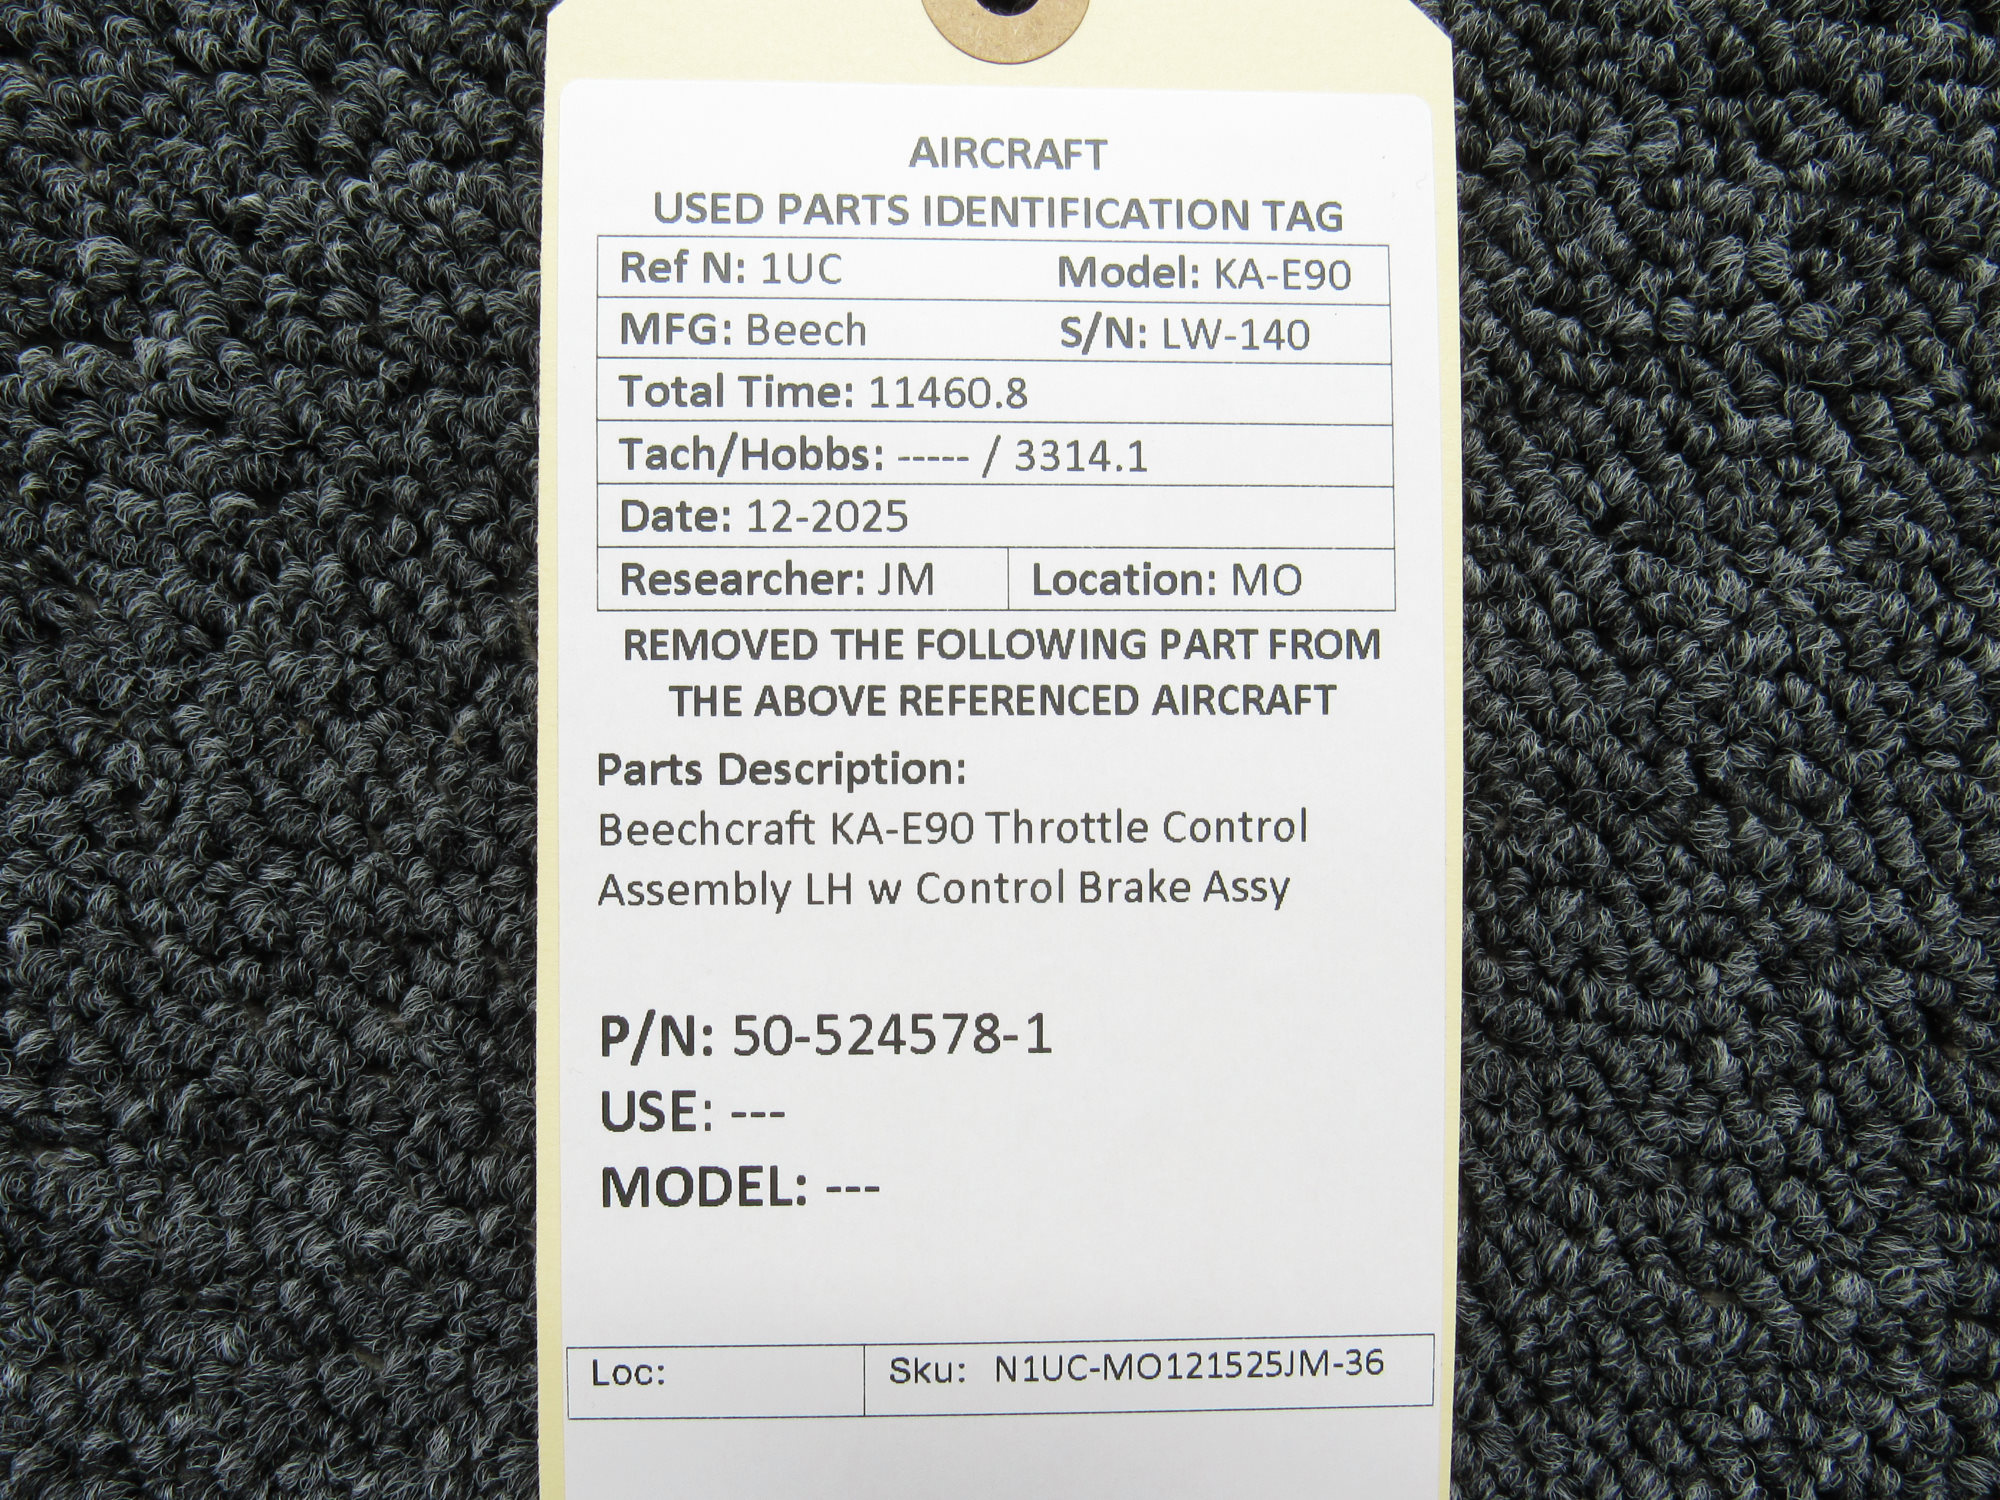 AIRCRAFT
USED PARTS IDENTIFICATION TAG
Ref N: 1UC Model: KA-E90
MFG: Beech S/N: LW-140
Total Time: 11460.8
Tach/Hobbs: ----- / 3314.1
Date: 12-2025
Researcher: JM Location: MO
REMOVED THE FOLLOWING PART FROM
THE ABOVE REFERENCED AIRCRAFT
Parts Description:
Beechcraft KA-E90 Throttle Control
Assembly LH w Control Brake Assy
P/N: 50-524578-1
USE: ---
MODEL: ---
Loc: Sku: N1UC-MO121525JM-36